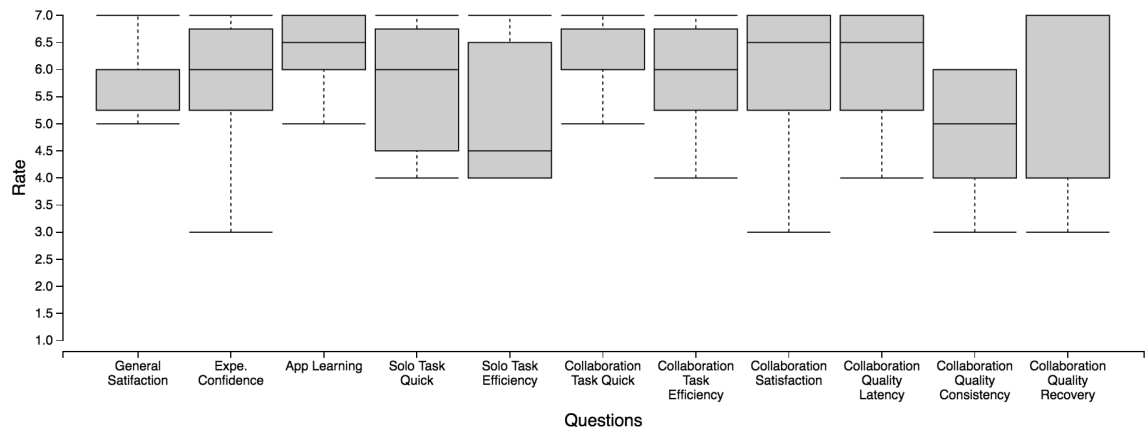 7.0
6.5
6.0
5.5
5.0
4.5
4.0
3.5
3.0
2.5
2.0
1.5
1.0
Rate
General
Satifaction
Expe.
Confidence
App Learning
Solo Task
Quick
Solo Task
Efficiency
Collaboration
Task Quick
Collaboration
Task
Efficiency
Collaboration
Satisfaction
Collaboration
Quality
Latency
Collaboration
Quality
Consistency
Collaboration
Quality
Recovery
Questions